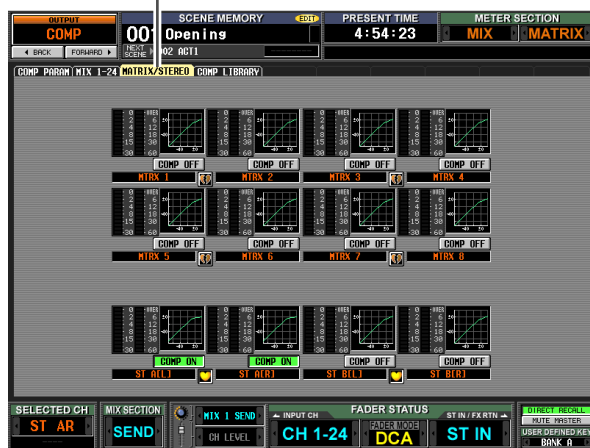 OUTPUT
COMP
BACK FORWARD
SCENE MEMORY EDIT
001 Opening
NEXT SCENE 002 ACT1
PRESENT TIME
4:54:23
METER SECTION
MIX MATRIX
COMP PARAM MIX 1-24 MATRIX/STEREO COMP LIBRARY
COMP OFF COMP OFF COMP OFF COMP OFF
MTRX 1 MTRX 2 MTRX 3 MTRX 4
COMP OFF COMP OFF COMP OFF COMP OFF
MTRX 5 MTRX 6 MTRX 7 MTRX 8
COMP ON COMP ON COMP OFF COMP OFF
ST A[L] ST A[R] ST B[L] ST B[R]
SELECTED CH
ST AR
MIX SECTION
SEND
MIX 1 SEND
CH LEVEL
FADER STATUS
INPUT CH
CH 1-24
FADER MODE
DCA
ST IN / FX RTN
ST IN
DIRECT RECALL
MUTE MASTER
USER DEFINED KEY
BANK A